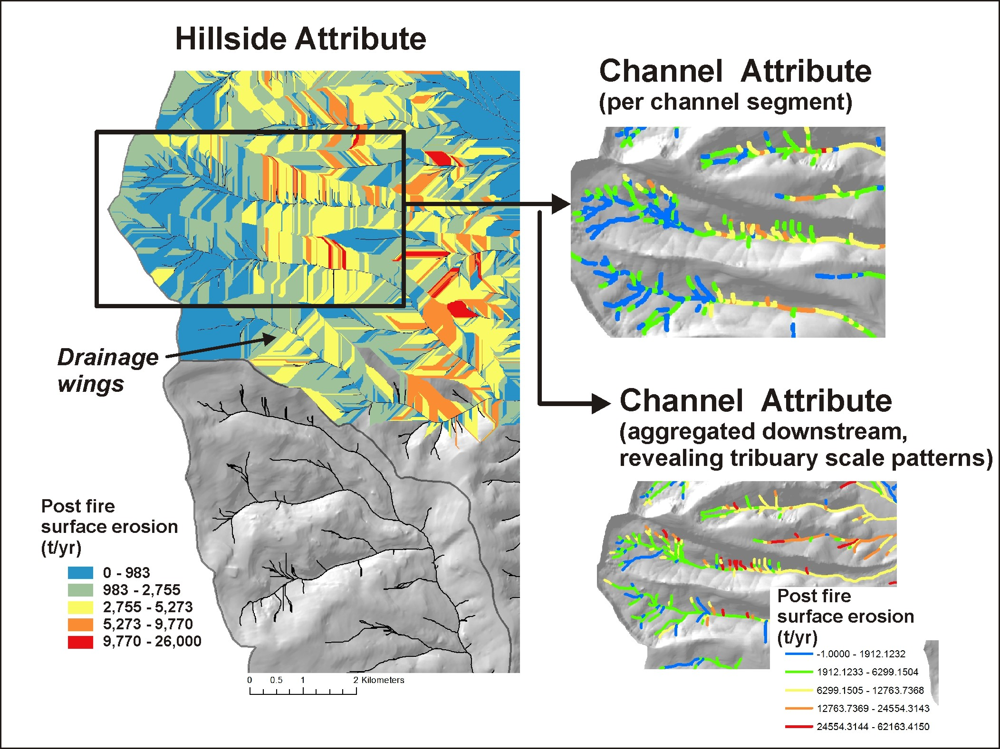 Hillside Attribute
Channel Attribute
(per channel segment)
Drainage
wings
Channel Attribute
(aggregated downstream,
revealing tribuary scale patterns)
Post fire
surface erosion
(t/yr)
0 - 983
983 - 2,755
2,755 - 5,273
5,273 - 9,770
9,770 - 26,000
0 0.5 1 2 Kilometers
Post fire
surface erosion
(t/yr)
-1.0000 - 1912.1232
1912.1233 - 6299.1504
6299.1505 - 12763.7368
12763.7369 - 24554.3143
24554.3144 - 62163.4150